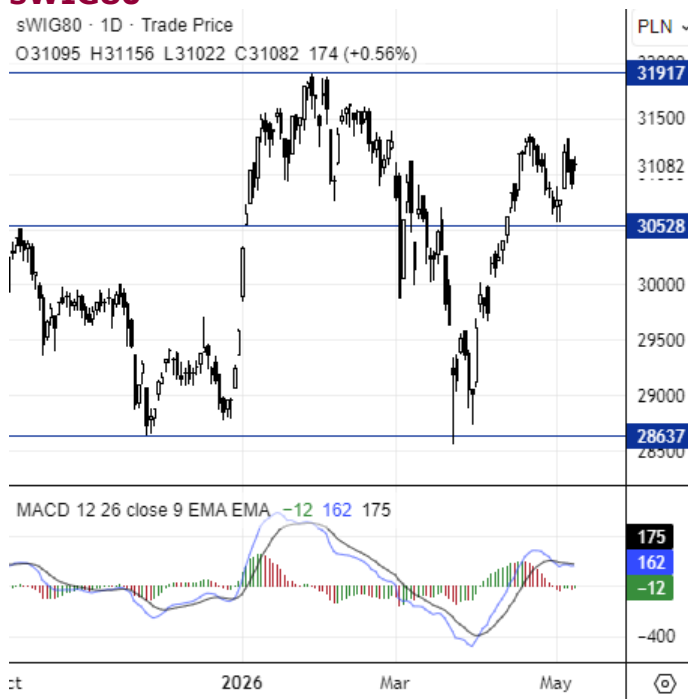 sWIG80
sWIG80 · 1D · Trade Price
PLN
O31095 H31156 L31022 C31082 174 (+0.56%)
31917
31500
31082
30528
30000
29500
29000
28637
28500
MACD 12 26 close 9 EMA EMA −12 162 175
175
162
−12
−400
2026
Mar
May